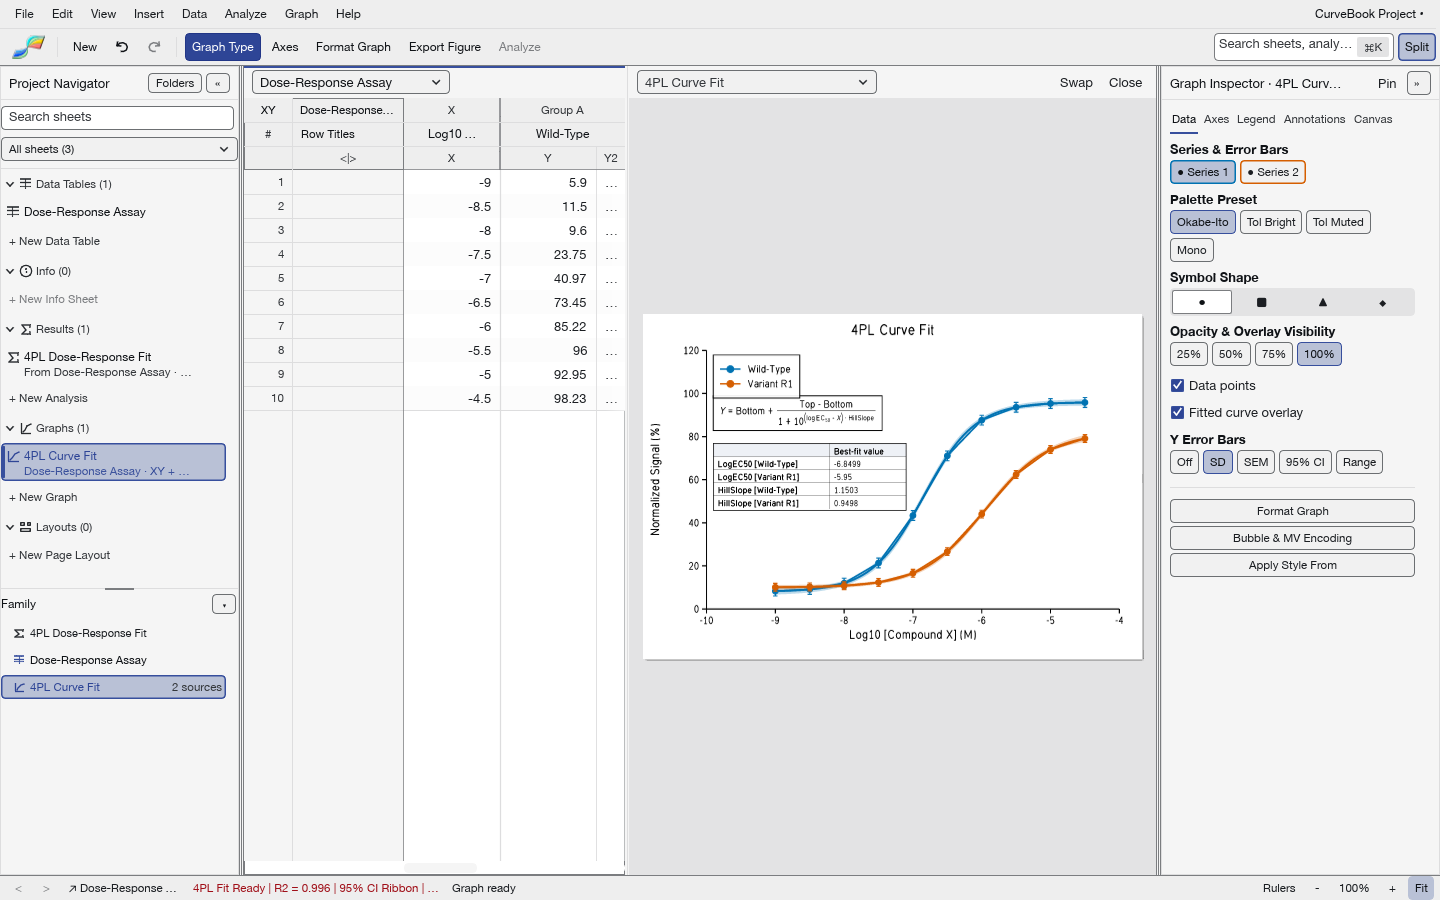 File Edit View Insert Data Analyze Graph Help
CurveBook Project •
New Graph Type Axes Format Graph Export Figure Analyze
Search sheets, analy… ⌘K Split
Project Navigator Folders «
Search sheets
All sheets (3)
Data Tables (1)
Dose-Response Assay
+ New Data Table
Info (0)
+ New Info Sheet
Results (1)
4PL Dose-Response Fit
From Dose-Response Assay · …
+ New Analysis
Graphs (1)
4PL Curve Fit
Dose-Response Assay · XY + …
+ New Graph
Layouts (0)
+ New Page Layout
Family
4PL Dose-Response Fit
Dose-Response Assay
4PL Curve Fit 2 sources
Dose-Response Assay
XY Dose-Response… X Group A
# Row Titles Log10 … Wild-Type
<|> X Y Y2
1 -9 5.9 …
2 -8.5 11.5 …
3 -8 9.6 …
4 -7.5 23.75 …
5 -7 40.97 …
6 -6.5 73.45 …
7 -6 85.22 …
8 -5.5 96 …
9 -5 92.95 …
10 -4.5 98.23 …
4PL Curve Fit Swap Close
4PL Curve Fit
Normalized Signal (%)
120
100
80
60
40
20
0
Wild-Type
Variant R1
Y = Bottom + Top - Bottom
1 + 10^(logEC₅₀ - X) · HillSlope
Best-fit value
LogEC50 [Wild-Type] -6.8499
LogEC50 [Variant R1] -5.95
HillSlope [Wild-Type] 1.1503
HillSlope [Variant R1] 0.9498
-10 -9 -8 -7 -6 -5 -4
Log10 [Compound X] (M)
Graph Inspector · 4PL Curv… Pin »
Data Axes Legend Annotations Canvas
Series & Error Bars
● Series 1 ● Series 2
Palette Preset
Okabe-Ito Tol Bright Tol Muted
Mono
Symbol Shape
Opacity & Overlay Visibility
25% 50% 75% 100%
Data points
Fitted curve overlay
Y Error Bars
Off SD SEM 95% CI Range
Format Graph
Bubble & MV Encoding
Apply Style From
< > ↗ Dose-Response … 4PL Fit Ready | R2 = 0.996 | 95% CI Ribbon | … Graph ready
Rulers - 100% + Fit